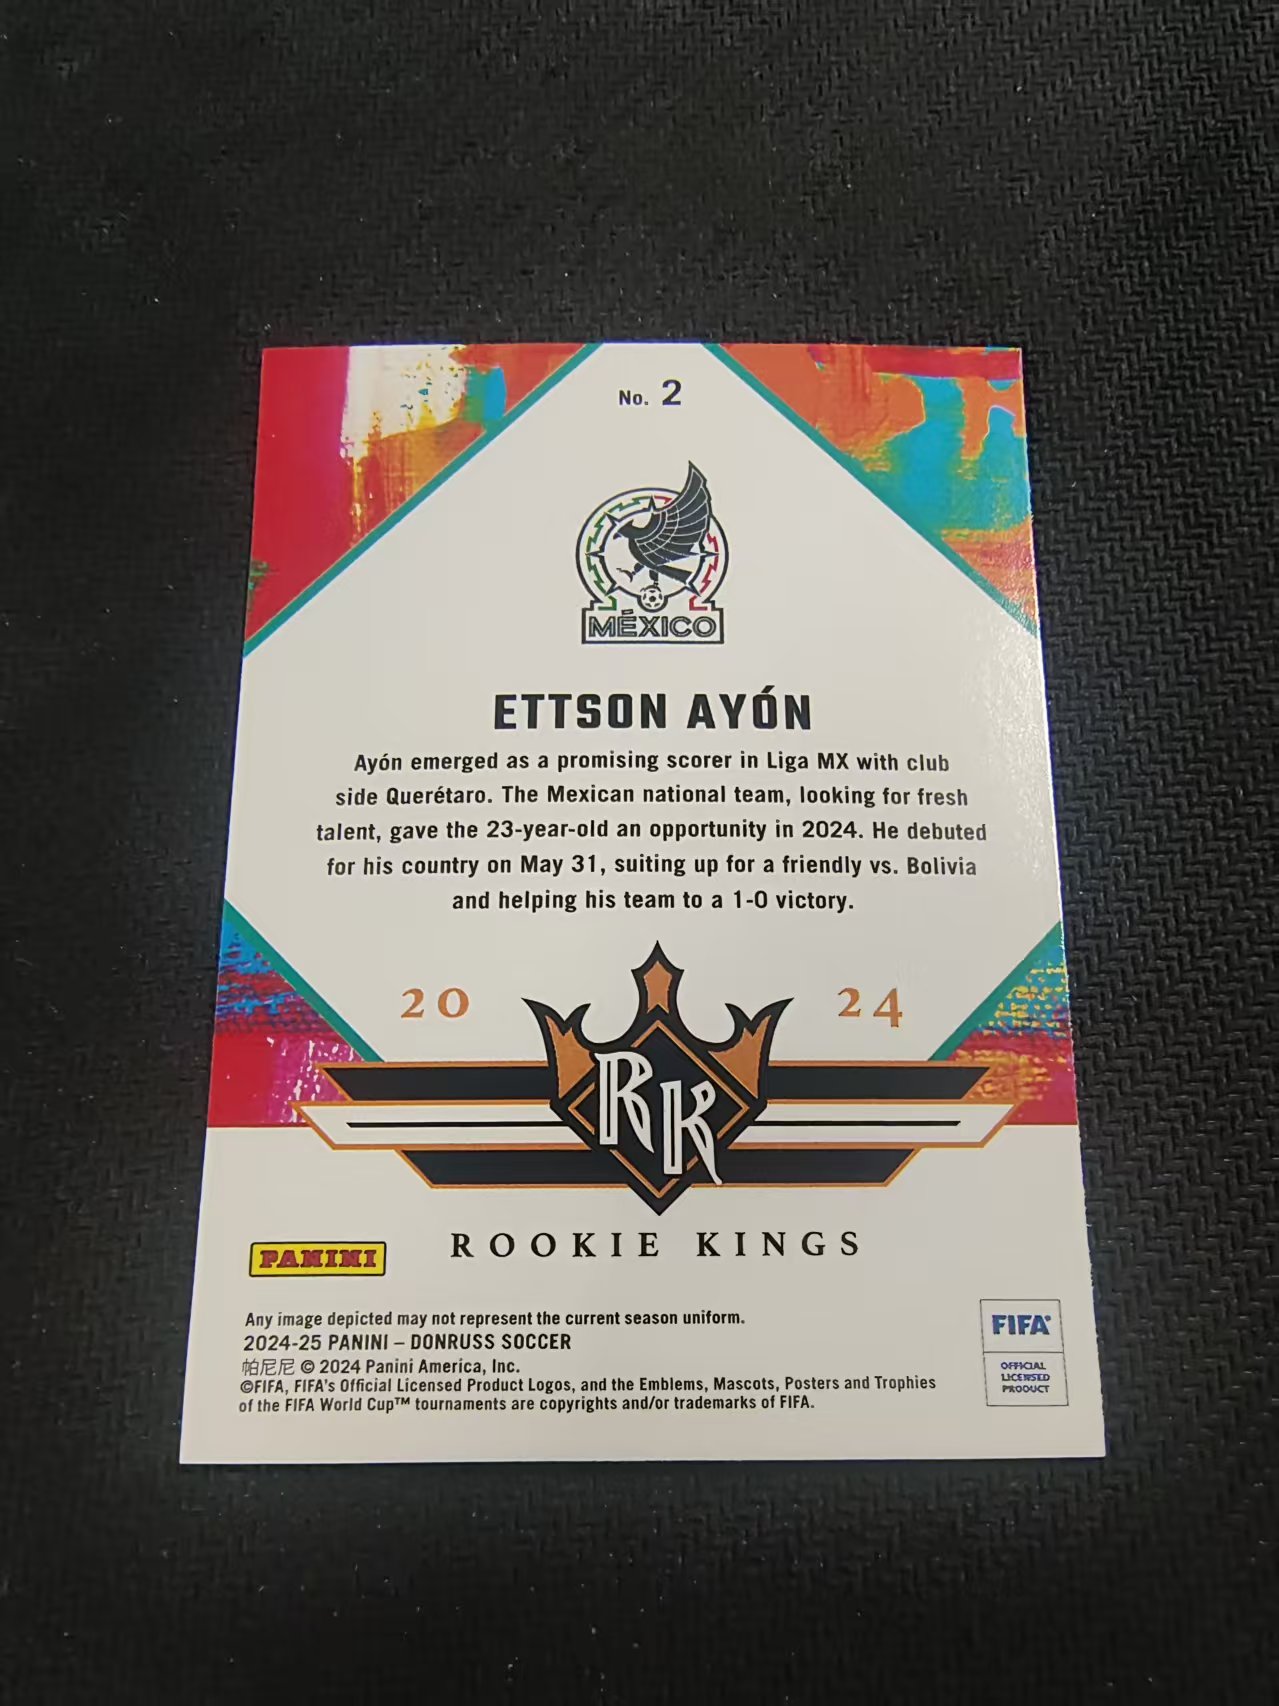 No. 2
MÉXICO
ETTSON AYÓN
Ayón emerged as a promising scorer in Liga MX with club
side Querétaro. The Mexican national team, looking for fresh
talent, gave the 23-year-old an opportunity in 2024. He debuted
for his country on May 31, suiting up for a friendly vs. Bolivia
and helping his team to a 1-0 victory.
20 24
RK
ROOKIE KINGS
PANINI
Any image depicted may not represent the current season uniform.
2024-25 PANINI – DONRUSS SOCCER
帕尼尼 © 2024 Panini America, Inc.
©FIFA, FIFA's Official Licensed Product Logos, and the Emblems, Mascots, Posters and Trophies
of the FIFA World Cup™ tournaments are copyrights and/or trademarks of FIFA.
FIFA®
OFFICIAL
LICENSED
PRODUCT